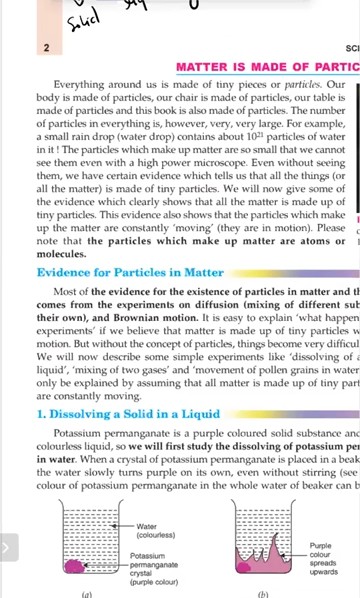 Solid
2
SCI
MATTER IS MADE OF PARTIC
Everything around us is made of tiny pieces or particles. Our
body is made of particles, our chair is made of particles, our table is
made of particles and this book is also made of particles. The number
of particles in everything is, however, very, very large. For example,
a small rain drop (water drop) contains about 10²¹ particles of water
in it ! The particles which make up matter are so small that we cannot
see them even with a high power microscope. Even without seeing
them, we have certain evidence which tells us that all the things (or
all the matter) is made of tiny particles. We will now give some of
the evidence which clearly shows that all the matter is made up of
tiny particles. This evidence also shows that the particles which make
up the matter are constantly 'moving' (they are in motion). Please
note that the particles which make up matter are atoms or
molecules.
Evidence for Particles in Matter
Most of the evidence for the existence of particles in matter and th
comes from the experiments on diffusion (mixing of different sub
their own), and Brownian motion. It is easy to explain 'what happen
experiments' if we believe that matter is made up of tiny particles w
motion. But without the concept of particles, things become very difficul
We will now describe some simple experiments like 'dissolving of a
liquid', 'mixing of two gases' and 'movement of pollen grains in water
only be explained by assuming that all matter is made up of tiny part
are constantly moving.
1. Dissolving a Solid in a Liquid
Potassium permanganate is a purple coloured solid substance and
colourless liquid, so we will first study the dissolving of potassium per
in water. When a crystal of potassium permanganate is placed in a beak
the water slowly turns purple on its own, even without stirring (see
colour of potassium permanganate in the whole water of beaker can b
Water
(colourless)
Potassium
permanganate
crystal
(purple colour)
Purple
colour
spreads
upwards
(a)
(b)